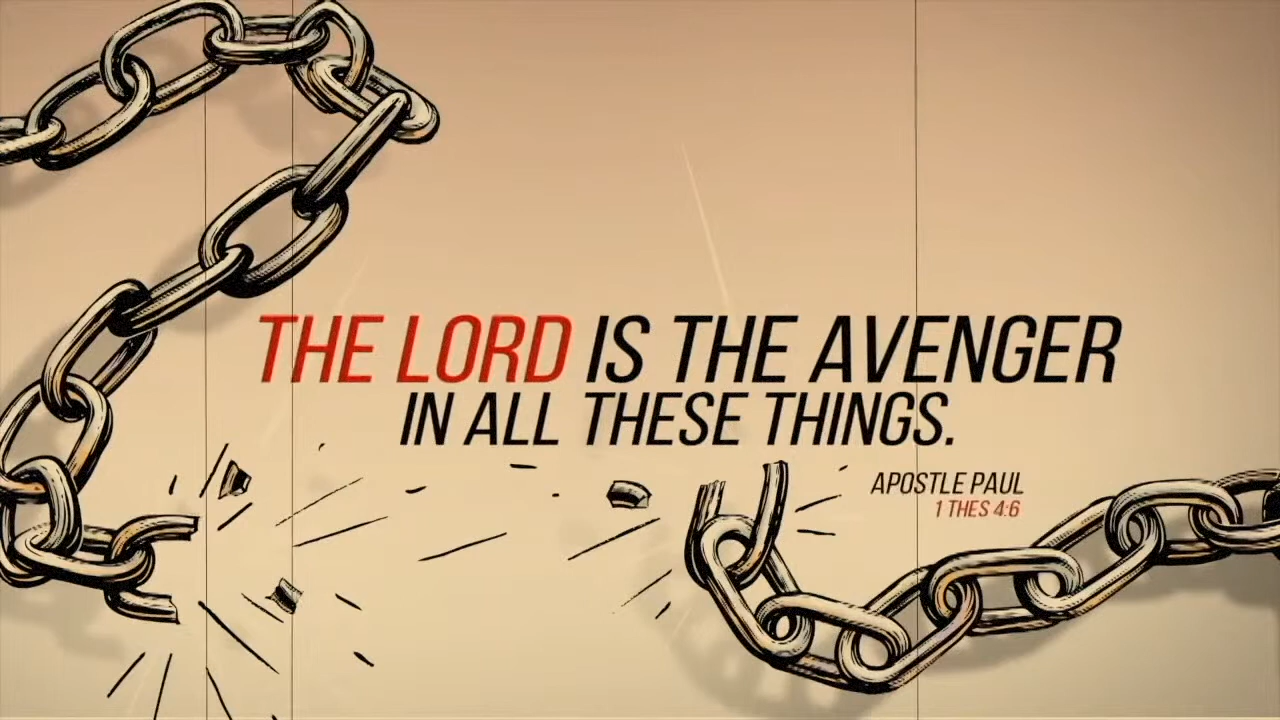 THE LORD IS THE AVENGER
IN ALL THESE THINGS.
APOSTLE PAUL
1 THES 4:6